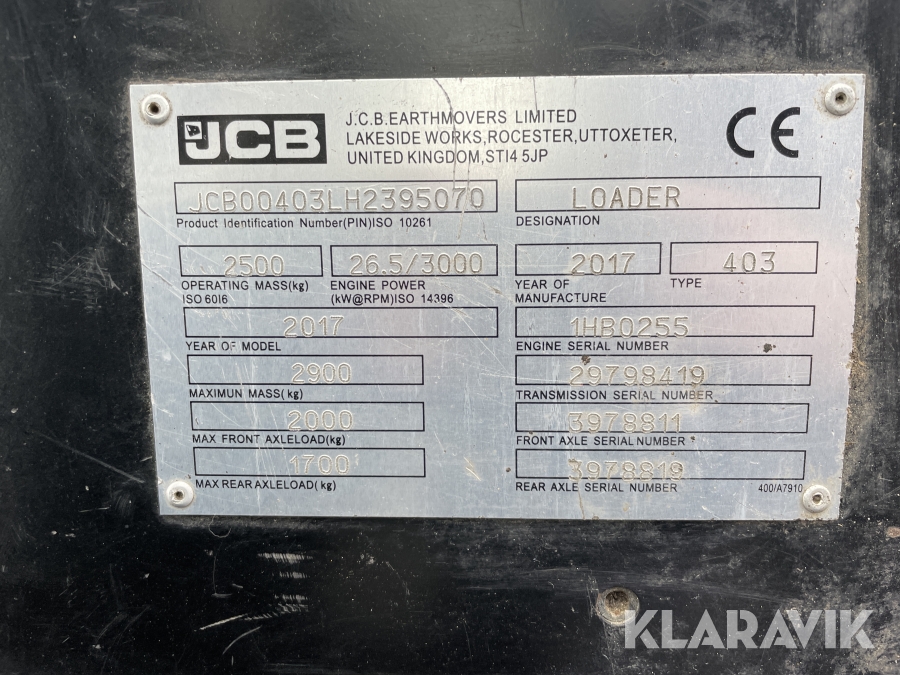 JCB
J.C.B.EARTHMOVERS LIMITED
LAKESIDE WORKS,ROCESTER,UTTOXETER,
UNITED KINGDOM,ST14 5JP
CE
JCB00403LH2395070
Product Identification Number(PIN)ISO 10261
LOADER
DESIGNATION
2500
OPERATING MASS(kg)
ISO 6016
26.5/3000
ENGINE POWER
(kW@RPM)ISO 14396
2017
YEAR OF
MANUFACTURE
403
TYPE
2017
YEAR OF MODEL
1HB0255
ENGINE SERIAL NUMBER
2900
MAXIMUN MASS(kg)
29798419
TRANSMISSION SERIAL NUMBER
2000
MAX FRONT AXLELOAD(kg)
3978811
FRONT AXLE SERIAL NUMBER
1700
MAX REAR AXLELOAD(kg)
3978819
REAR AXLE SERIAL NUMBER
400/A7910
KLARAVIK